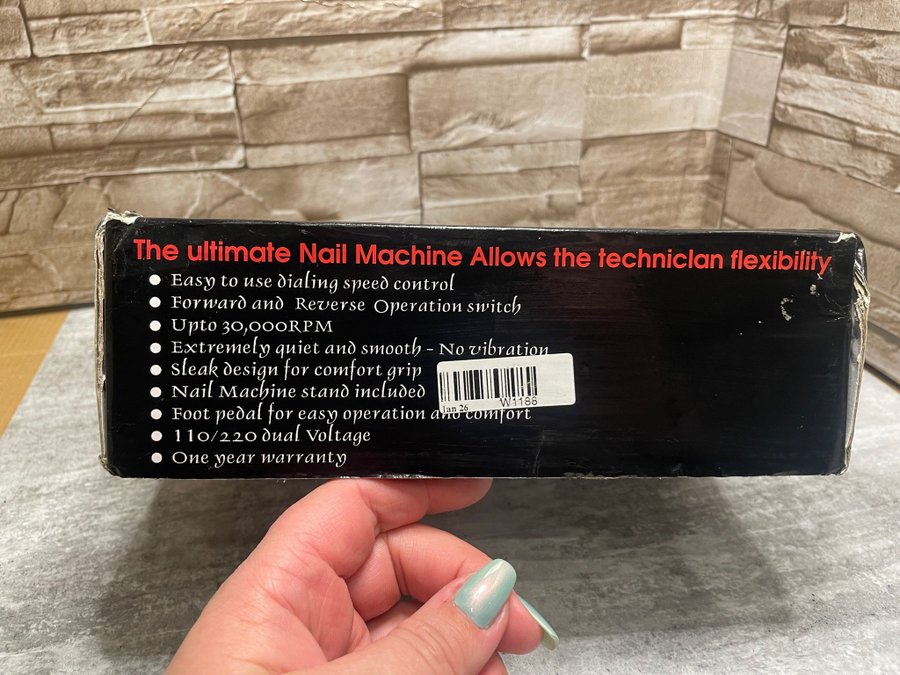 The ultimate Nail Machine Allows the technician flexibility
Easy to use dialing speed control
Forward and Reverse Operation switch
Upto 30,000RPM
Extremely quiet and smooth - No vibration
Sleak design for comfort grip
Nail Machine stand included
Foot pedal for easy operation and comfort
110/220 dual Voltage
One year warranty
Jan 26 W1188